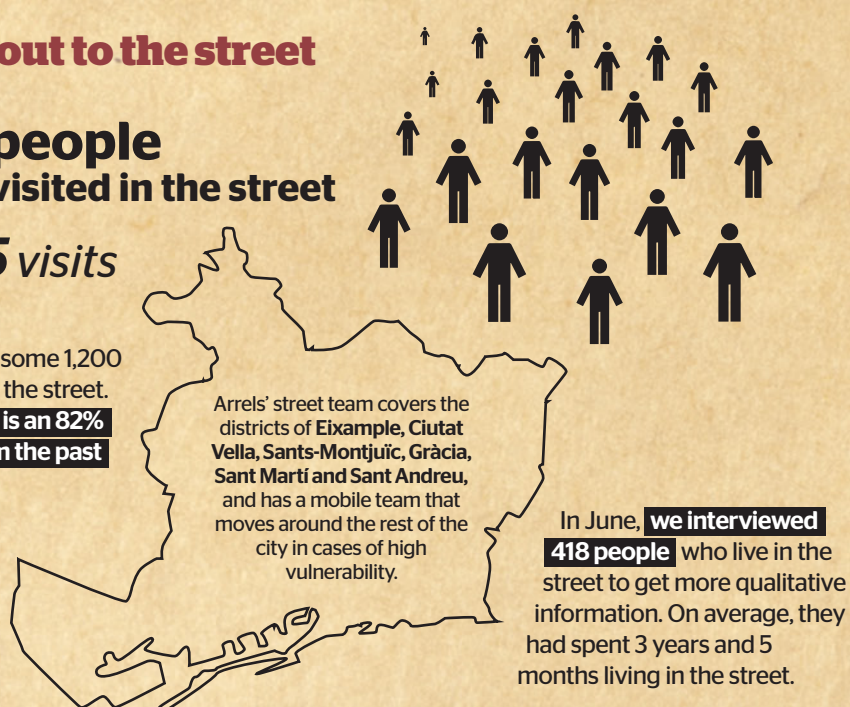 out to the street
people
visited in the street
5 visits
some 1,200
the street.
is an 82%
n the past
Arrels' street team covers the
districts of Eixample, Ciutat
Vella, Sants-Montjuïc, Gràcia,
Sant Martí and Sant Andreu,
and has a mobile team that
moves around the rest of the
city in cases of high
vulnerability.
In June, we interviewed
418 people who live in the
street to get more qualitative
information. On average, they
had spent 3 years and 5
months living in the street.